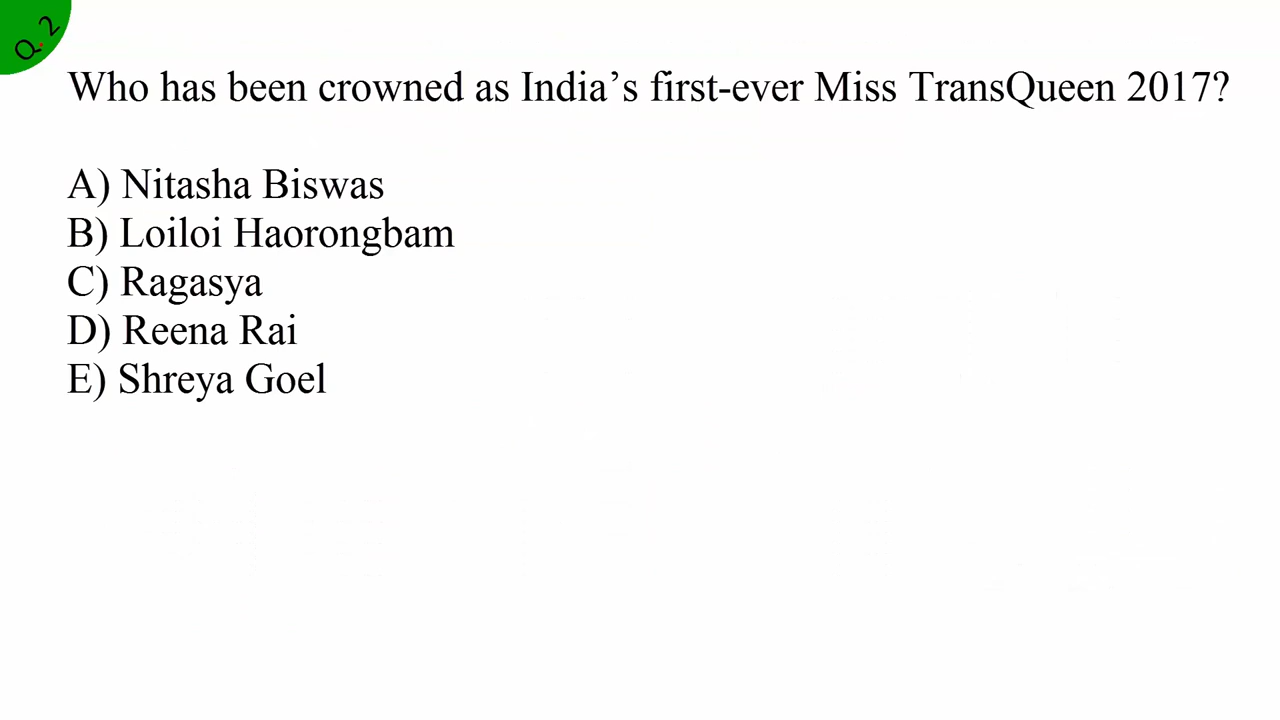 Q.2
Who has been crowned as India’s first-ever Miss TransQueen 2017?
A) Nitasha Biswas
B) Loiloi Haorongbam
C) Ragasya
D) Reena Rai
E) Shreya Goel